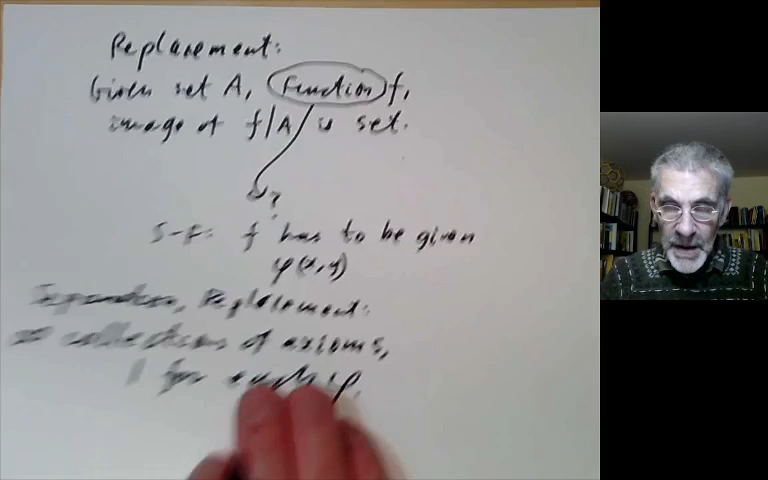 Replacement:
Given set A, Function f,
image of f|A is set.
?
S-F: f has to be given
φ(x,y)
Separation, Replacement:
∞ collections of axioms,
1 for each φ.